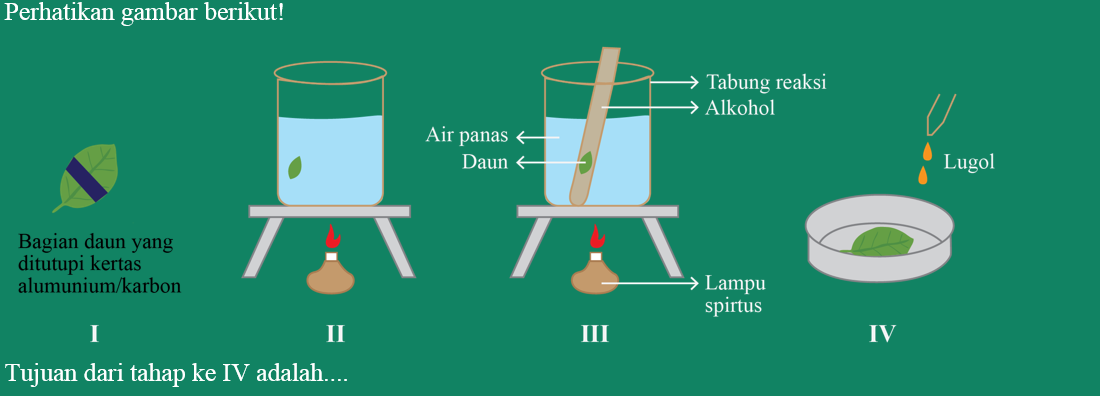 Perhatikan gambar berikut!
Tabung reaksi
Alkohol
Air panas
Daun
Lugol
Bagian daun yang
ditutupi kertas
alumunium/karbon
Lampu
spirtus
I
II
III
IV
Tujuan dari tahap ke IV adalah....